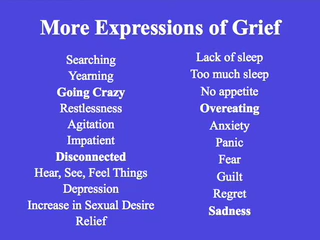 More Expressions of Grief
Searching
Yearning
Going Crazy
Restlessness
Agitation
Impatient
Disconnected
Hear, See, Feel Things
Depression
Increase in Sexual Desire
Relief
Lack of sleep
Too much sleep
No appetite
Overeating
Anxiety
Panic
Fear
Guilt
Regret
Sadness